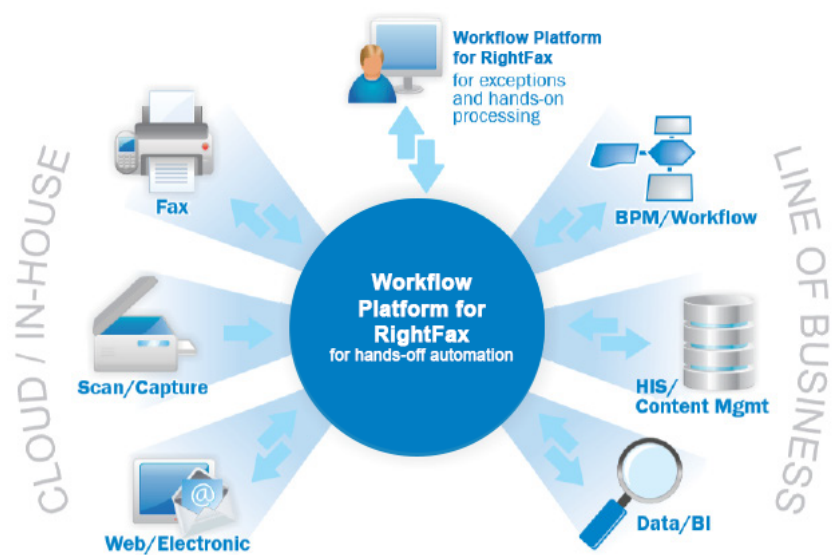 Workflow Platform
for RightFax
for exceptions
and hands-on
processing
CLOUD / IN-HOUSE
Fax
Scan/Capture
Web/Electronic
@
Workflow
Platform for
RightFax
for hands-off automation
BPM/Workflow
HIS/
Content Mgmt
Data/BI
LINE OF BUSINESS